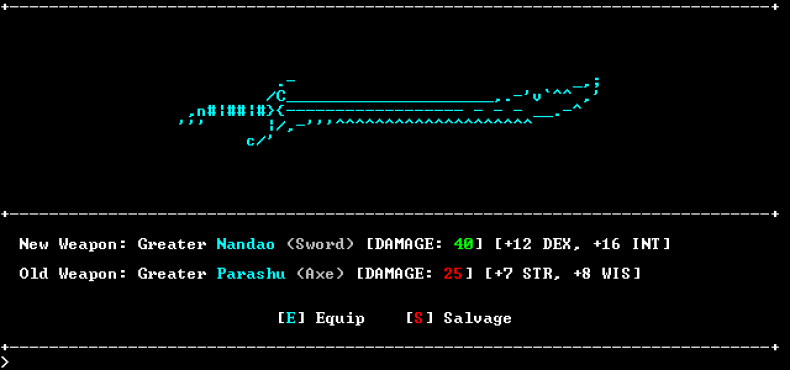 New Weapon: Greater Nandao (Sword) [DAMAGE: 40] [+12 DEX, +16 INT]
Old Weapon: Greater Parashu (Axe) [DAMAGE: 25] [+7 STR, +8 WIS]
[E] Equip [S] Salvage
>